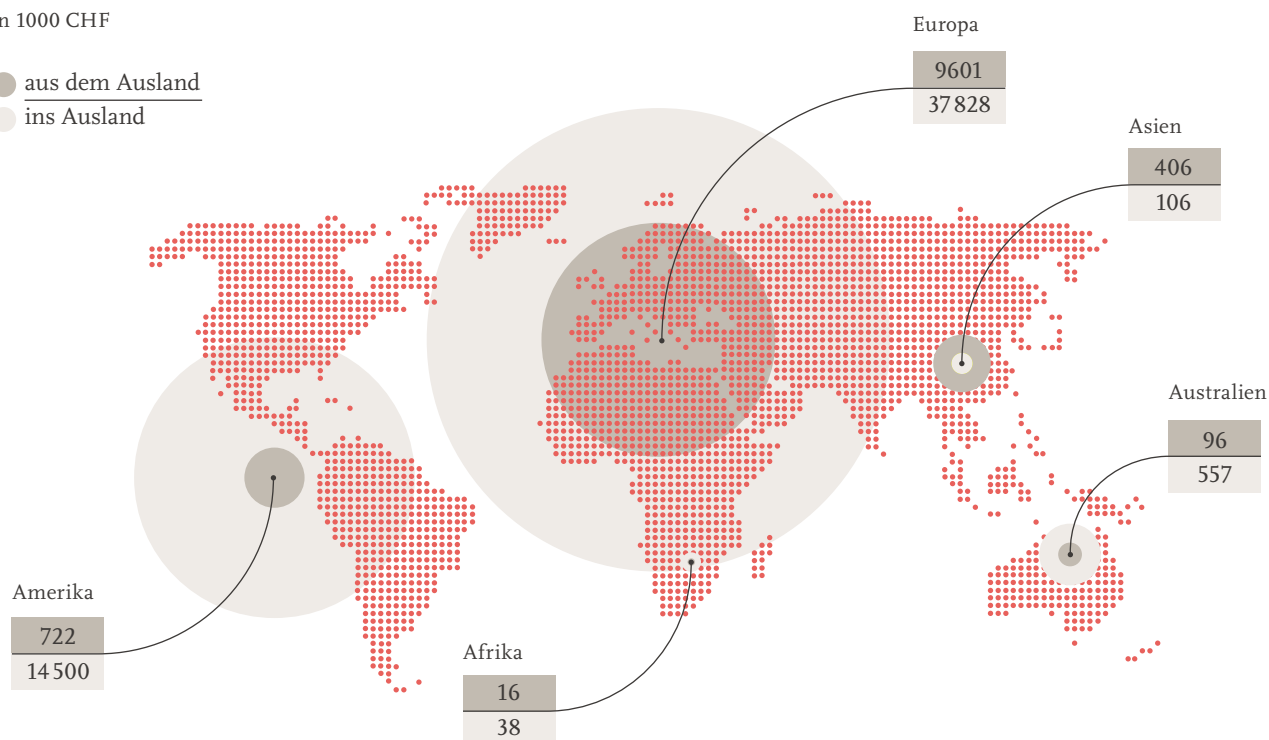 n 1000 CHF
aus dem Ausland
ins Ausland
Europa
9601
37 828
Asien
406
106
Australien
96
557
Amerika
722
14 500
Afrika
16
38